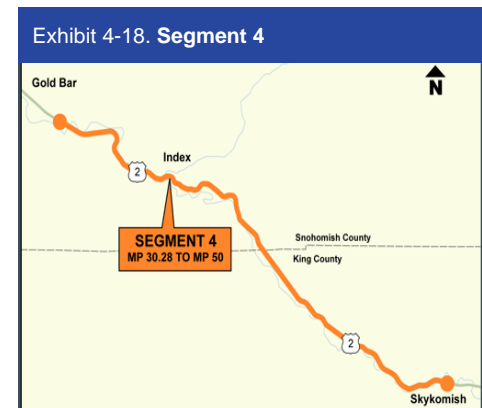 Exhibit 4-18. Segment 4
N
Gold Bar
2
Index
SEGMENT 4
MP 30.28 TO MP 50
Snohomish County
King County
2
Skykomish